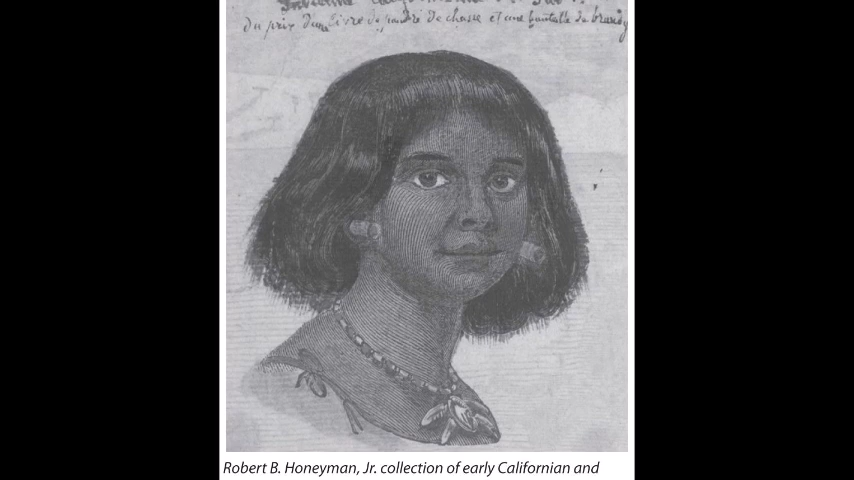 du prix d'une livre de poudre de chasse et une bouteille de brandy
Robert B. Honeyman, Jr. collection of early Californian and